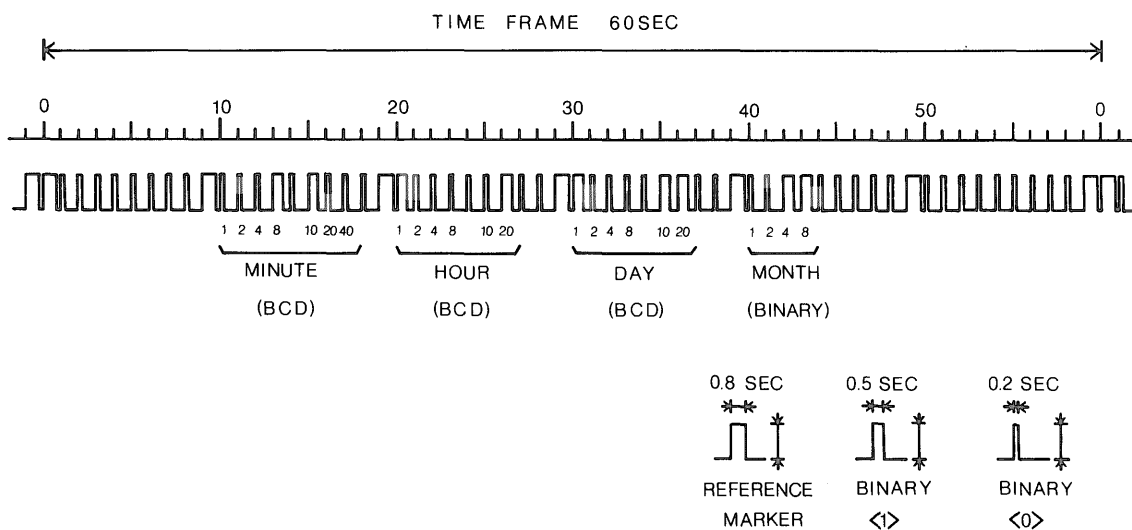 TIME FRAME 60SEC
0 10 20 30 40 50 0
1 2 4 8 10 20 40 1 2 4 8 10 20 1 2 4 8 10 20 1 2 4 8
MINUTE HOUR DAY MONTH
(BCD) (BCD) (BCD) (BINARY)
0.8 SEC 0.5 SEC 0.2 SEC
REFERENCE BINARY BINARY
MARKER <1> <0>